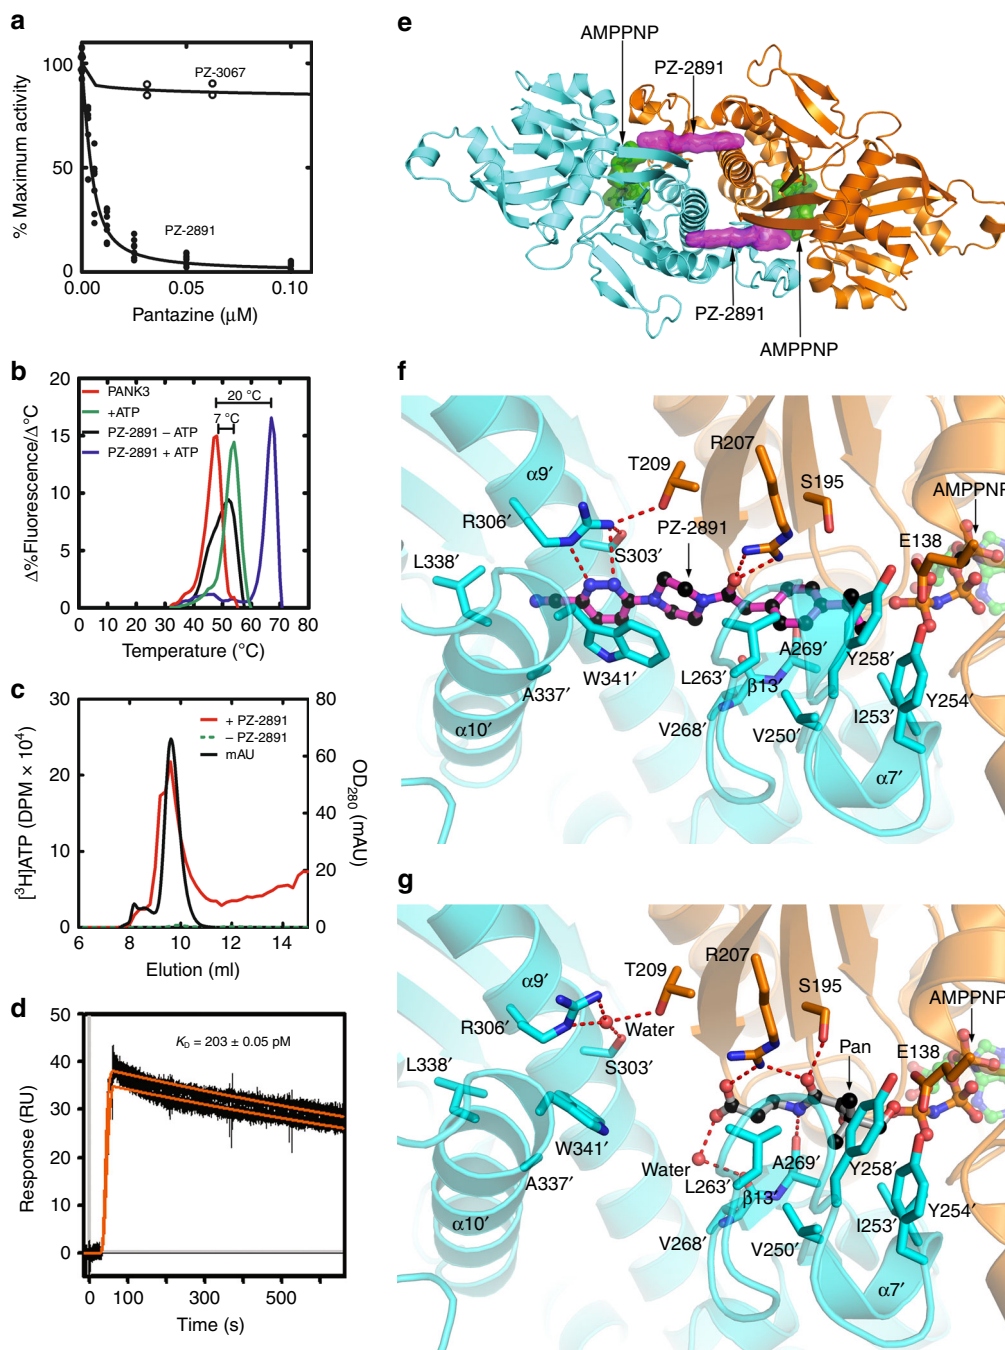 a
% Maximum activity
100
50
0
PZ-3067
PZ-2891
0.00
0.05
0.10
Pantazine (μM)
b
Δ%Fluorescence/Δ°C
20
15
10
5
0
PANK3
+ATP
PZ-2891 – ATP
PZ-2891 + ATP
20 °C
7 °C
0 10 20 30 40 50 60 70 80
Temperature (°C)
c
[³H]ATP (DPM × 10⁴)
30
20
10
0
+ PZ-2891
– PZ-2891
mAU
80
60
40
20
0
OD₂₈₀ (mAU)
6 8 10 12 14
Elution (ml)
d
Response (RU)
50
40
30
20
10
0
K_D = 203 ± 0.05 pM
0 100 300 500
Time (s)
e
AMPPNP
PZ-2891
PZ-2891
AMPPNP
f
α9′
T209
R207
S195
AMPPNP
R306′
PZ-2891
E138
L338′
S303′
A269′
L263′
Y258′
W341′
A337′
β13′
Y254′
V268′
I253′
α10′
V250′
α7′
g
α9′
T209
R207
S195
AMPPNP
R306′
Water
Pan
E138
L338′
S303′
W341′
A269′
Y258′
Water
A337′
L263′
β13′
Y254′
α10′
V268′
V250′
I253′
α7′